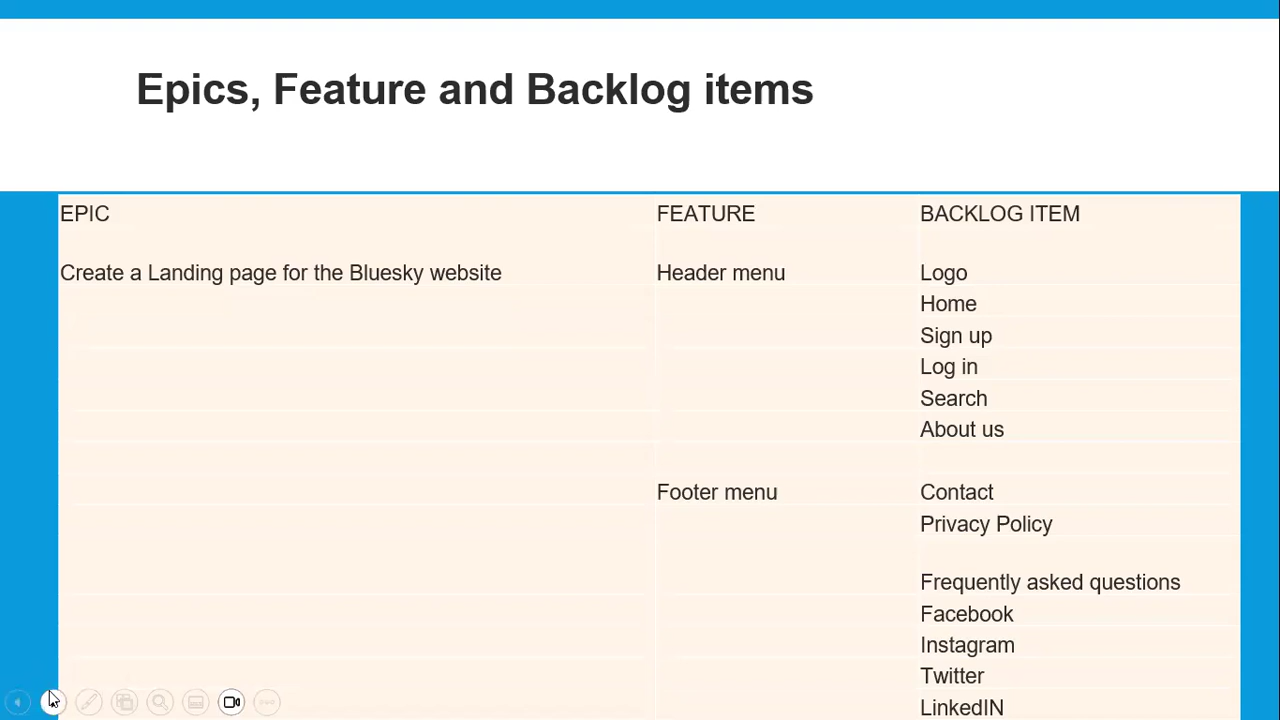 Epics, Feature and Backlog items
EPIC FEATURE BACKLOG ITEM
Create a Landing page for the Bluesky website Header menu Logo
Home
Sign up
Log in
Search
About us
Footer menu Contact
Privacy Policy
Frequently asked questions
Facebook
Instagram
Twitter
LinkedIN